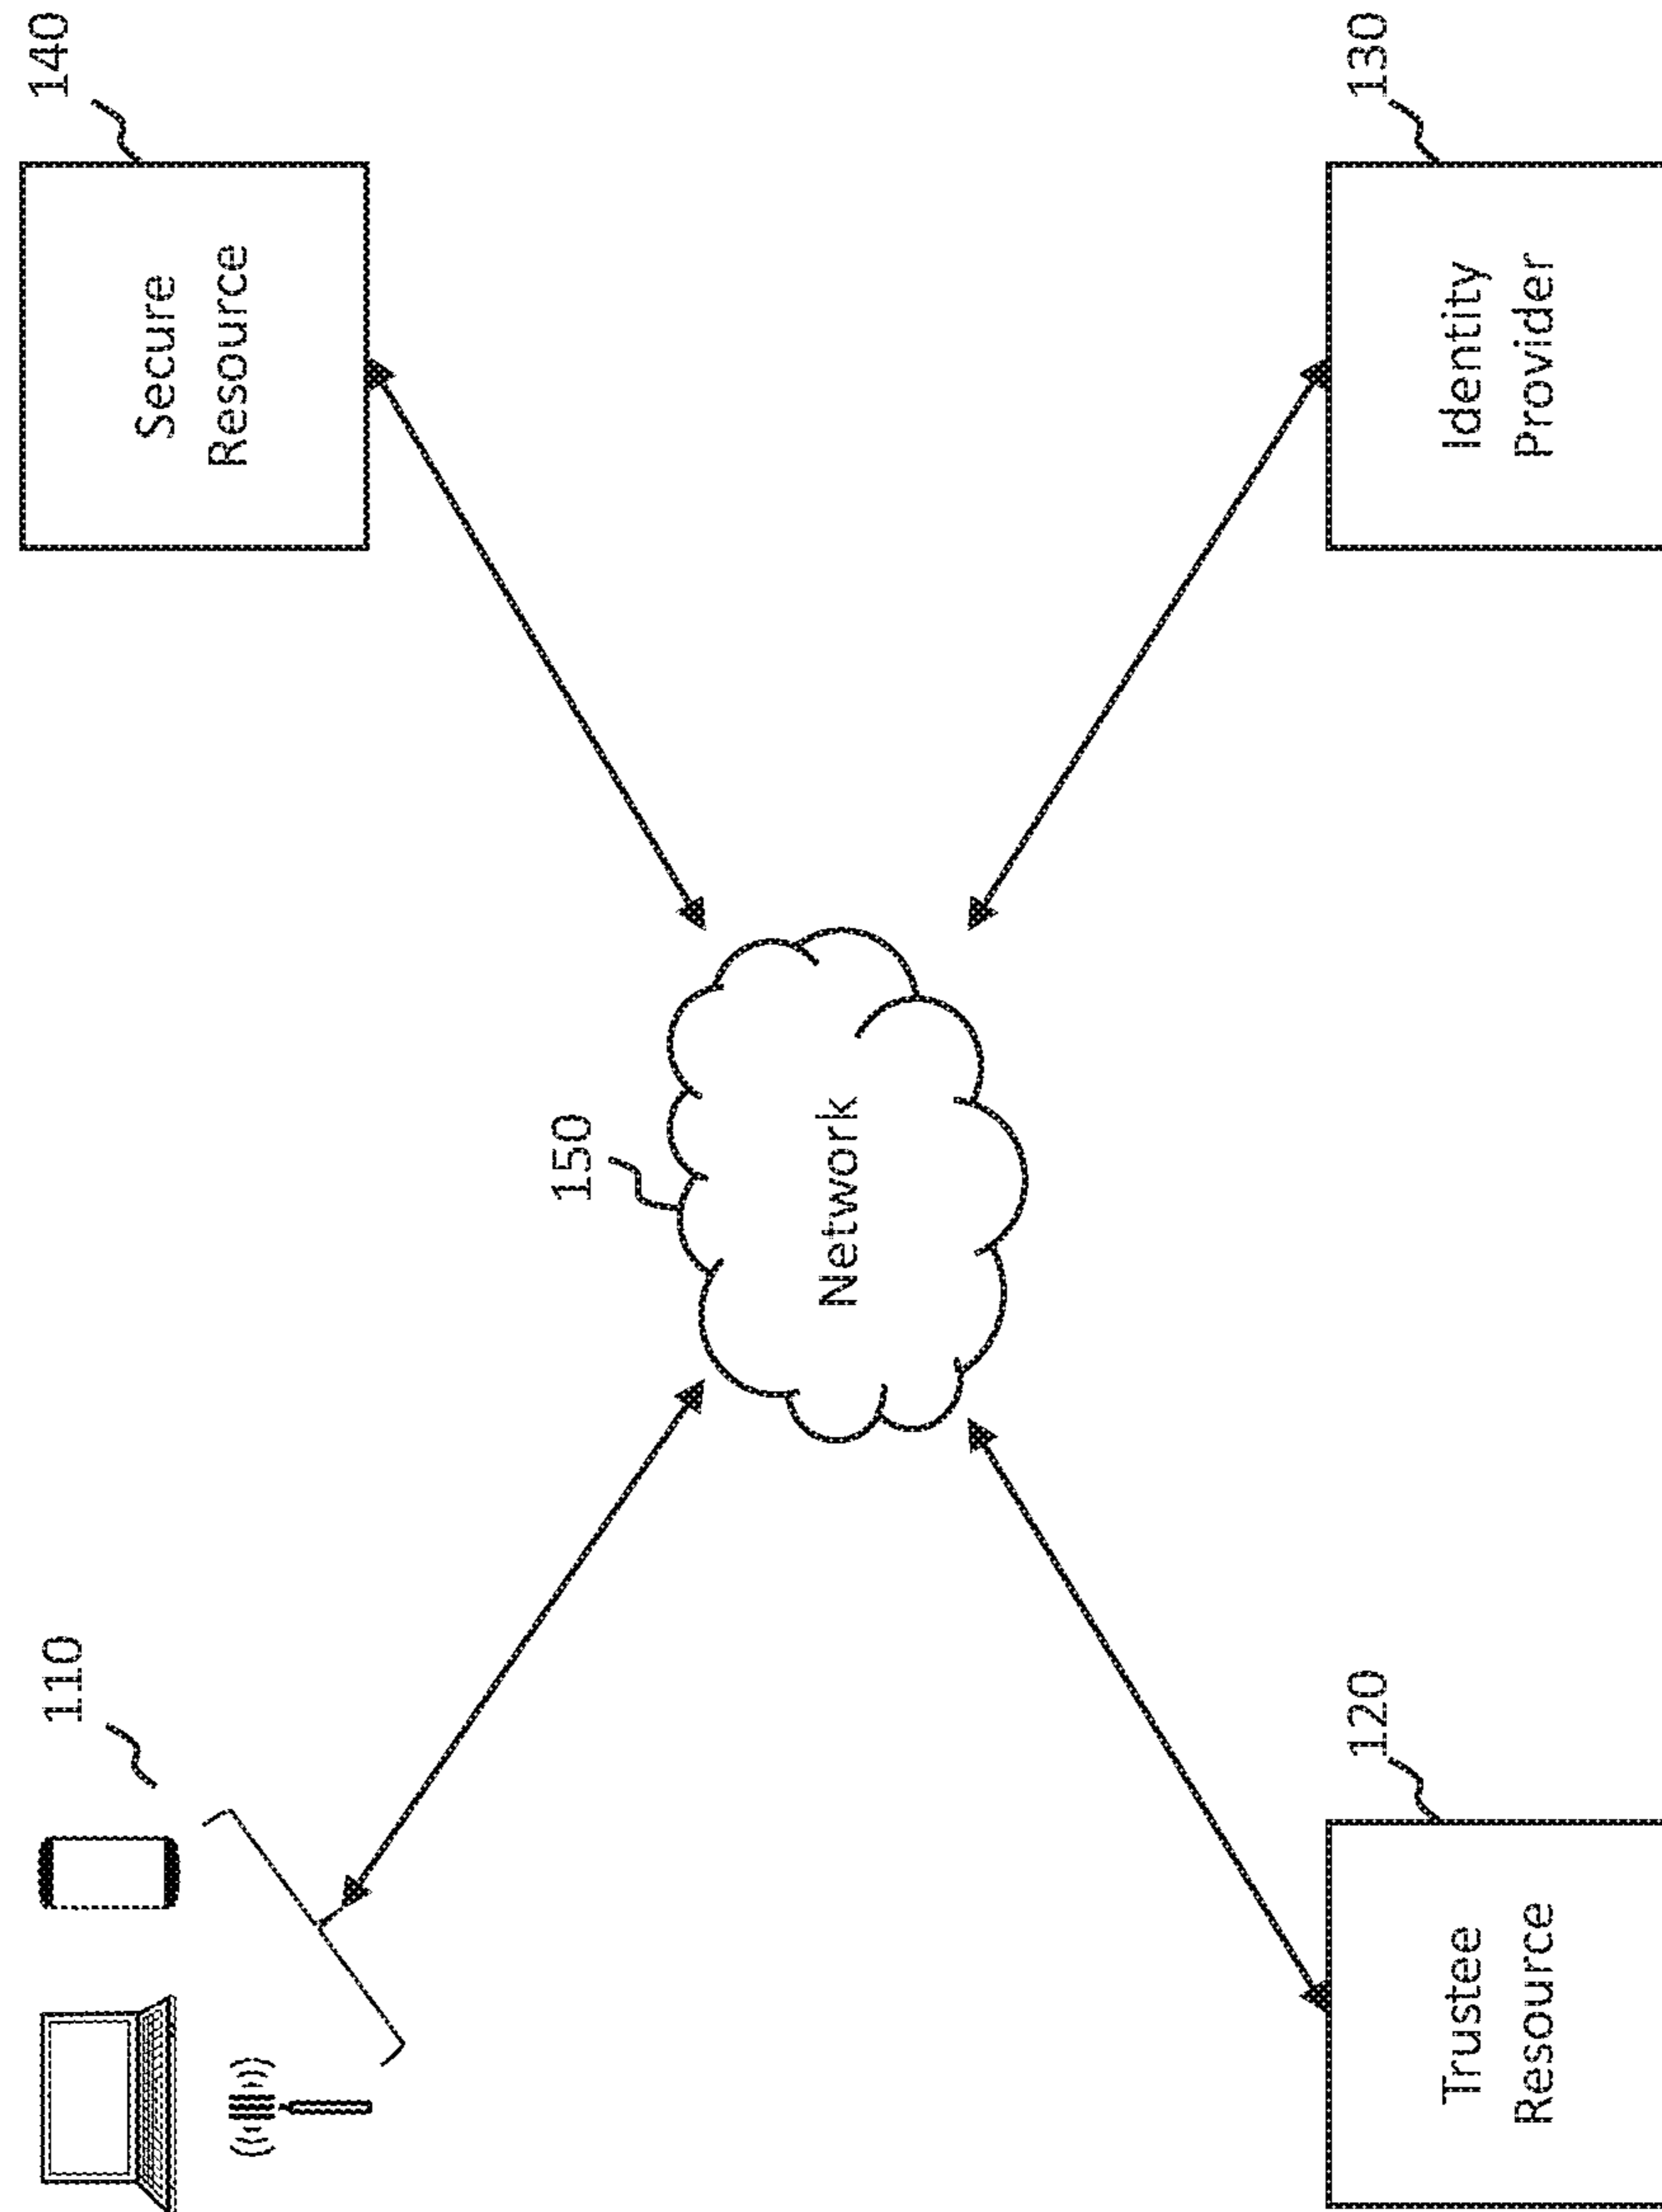 110
140
Secure
Resource
150
Network
120
130
Trustee
Resource
Identity
Provider